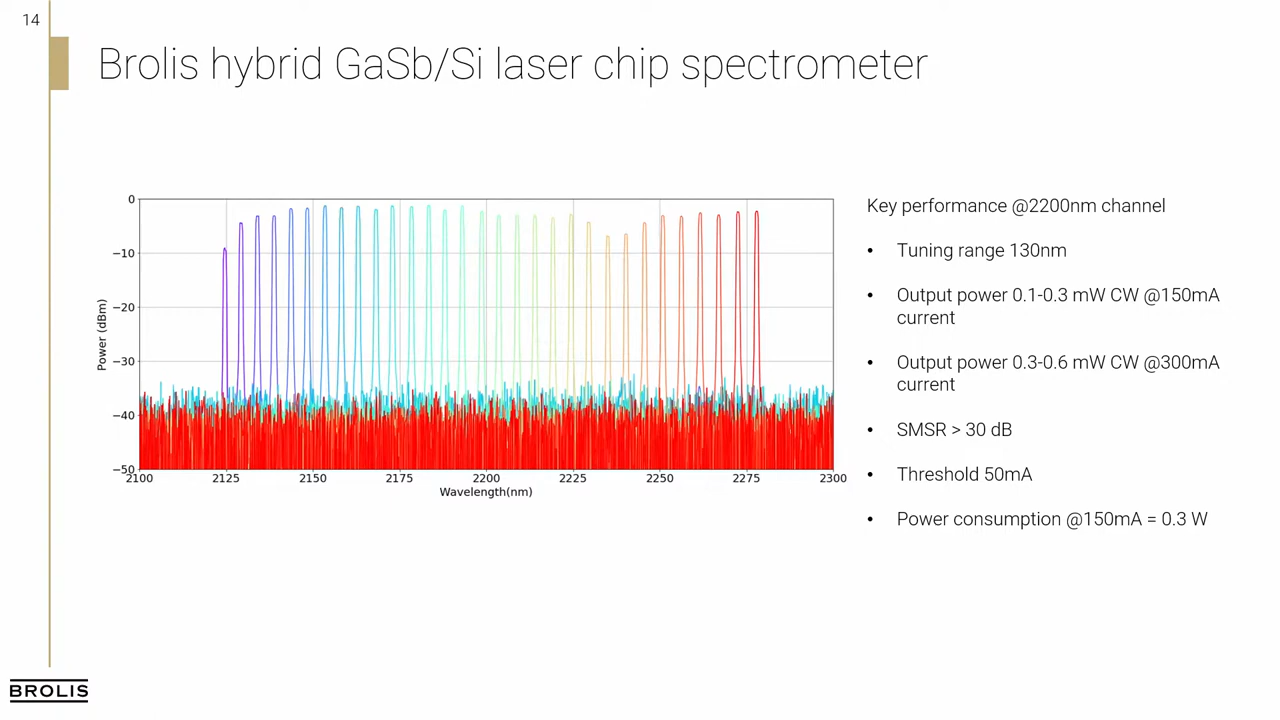 14
Brolis hybrid GaSb/Si laser chip spectrometer
0
−10
−20
−30
−40
−50
Power (dBm)
2100 2125 2150 2175 2200 2225 2250 2275 2300
Wavelength(nm)
Key performance @2200nm channel
• Tuning range 130nm
• Output power 0.1-0.3 mW CW @150mA
current
• Output power 0.3-0.6 mW CW @300mA
current
• SMSR > 30 dB
• Threshold 50mA
• Power consumption @150mA = 0.3 W
BROLIS